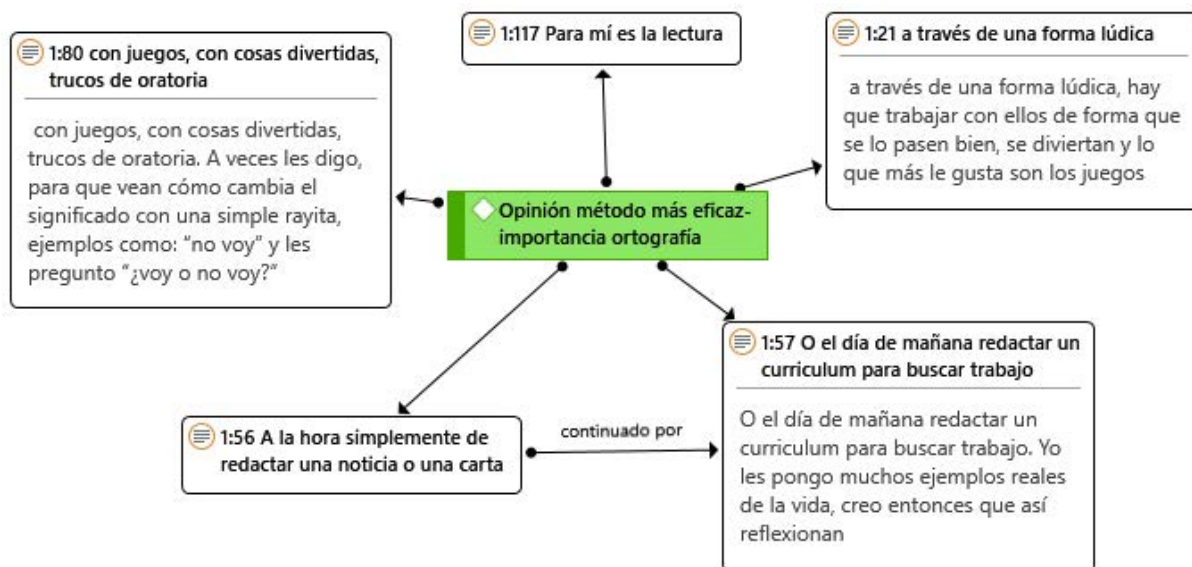 1:80 con juegos, con cosas divertidas,
trucos de oratoria
con juegos, con cosas divertidas,
trucos de oratoria. A veces les digo,
para que vean cómo cambia el
significado con una simple rayita,
ejemplos como: “no voy” y les
pregunto “¿voy o no voy?”
1:117 Para mí es la lectura
1:21 a través de una forma lúdica
a través de una forma lúdica, hay
que trabajar con ellos de forma que
se lo pasen bien, se diviertan y lo
que más le gusta son los juegos
Opinión método más eficaz-
importancia ortografía
1:56 A la hora simplemente de
redactar una noticia o una carta
continuado por
1:57 O el día de mañana redactar un
curriculum para buscar trabajo
O el día de mañana redactar un
curriculum para buscar trabajo. Yo
les pongo muchos ejemplos reales
de la vida, creo entonces que así
reflexionan